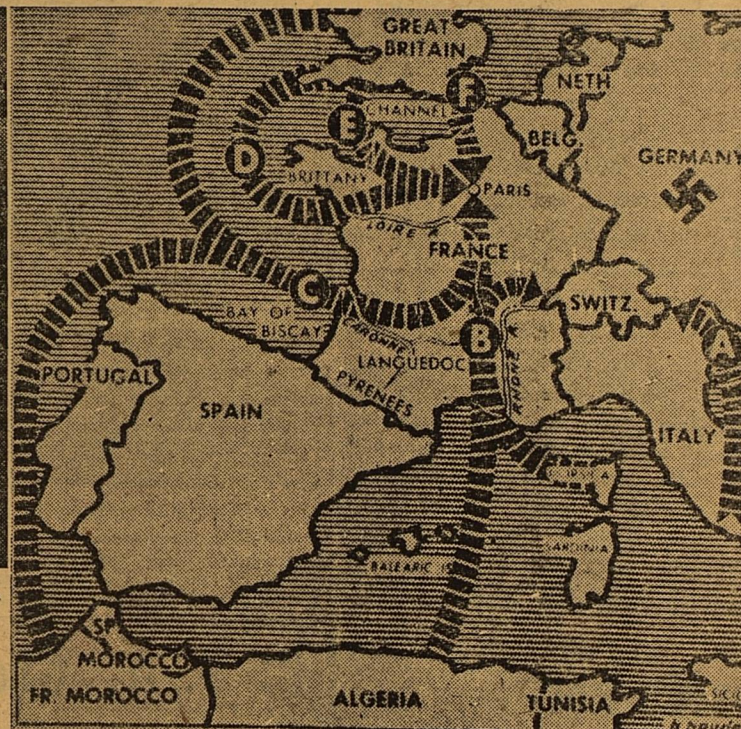 GREAT
BRITAIN
NETH
F
CHANNEL
E
BELG.
GERMANY
D
BRITTANY
PARIS
LOIRE R.
FRANCE
C
SWITZ.
BAY OF
BISCAY
B
A
GARONNE
RHONE R
LANGUEDOC
PORTUGAL
PYRENEES
SPAIN
ITALY
SARDINIA
BALEARIC IS
SP.
MOROCCO
FR. MOROCCO
ALGERIA
TUNISIA